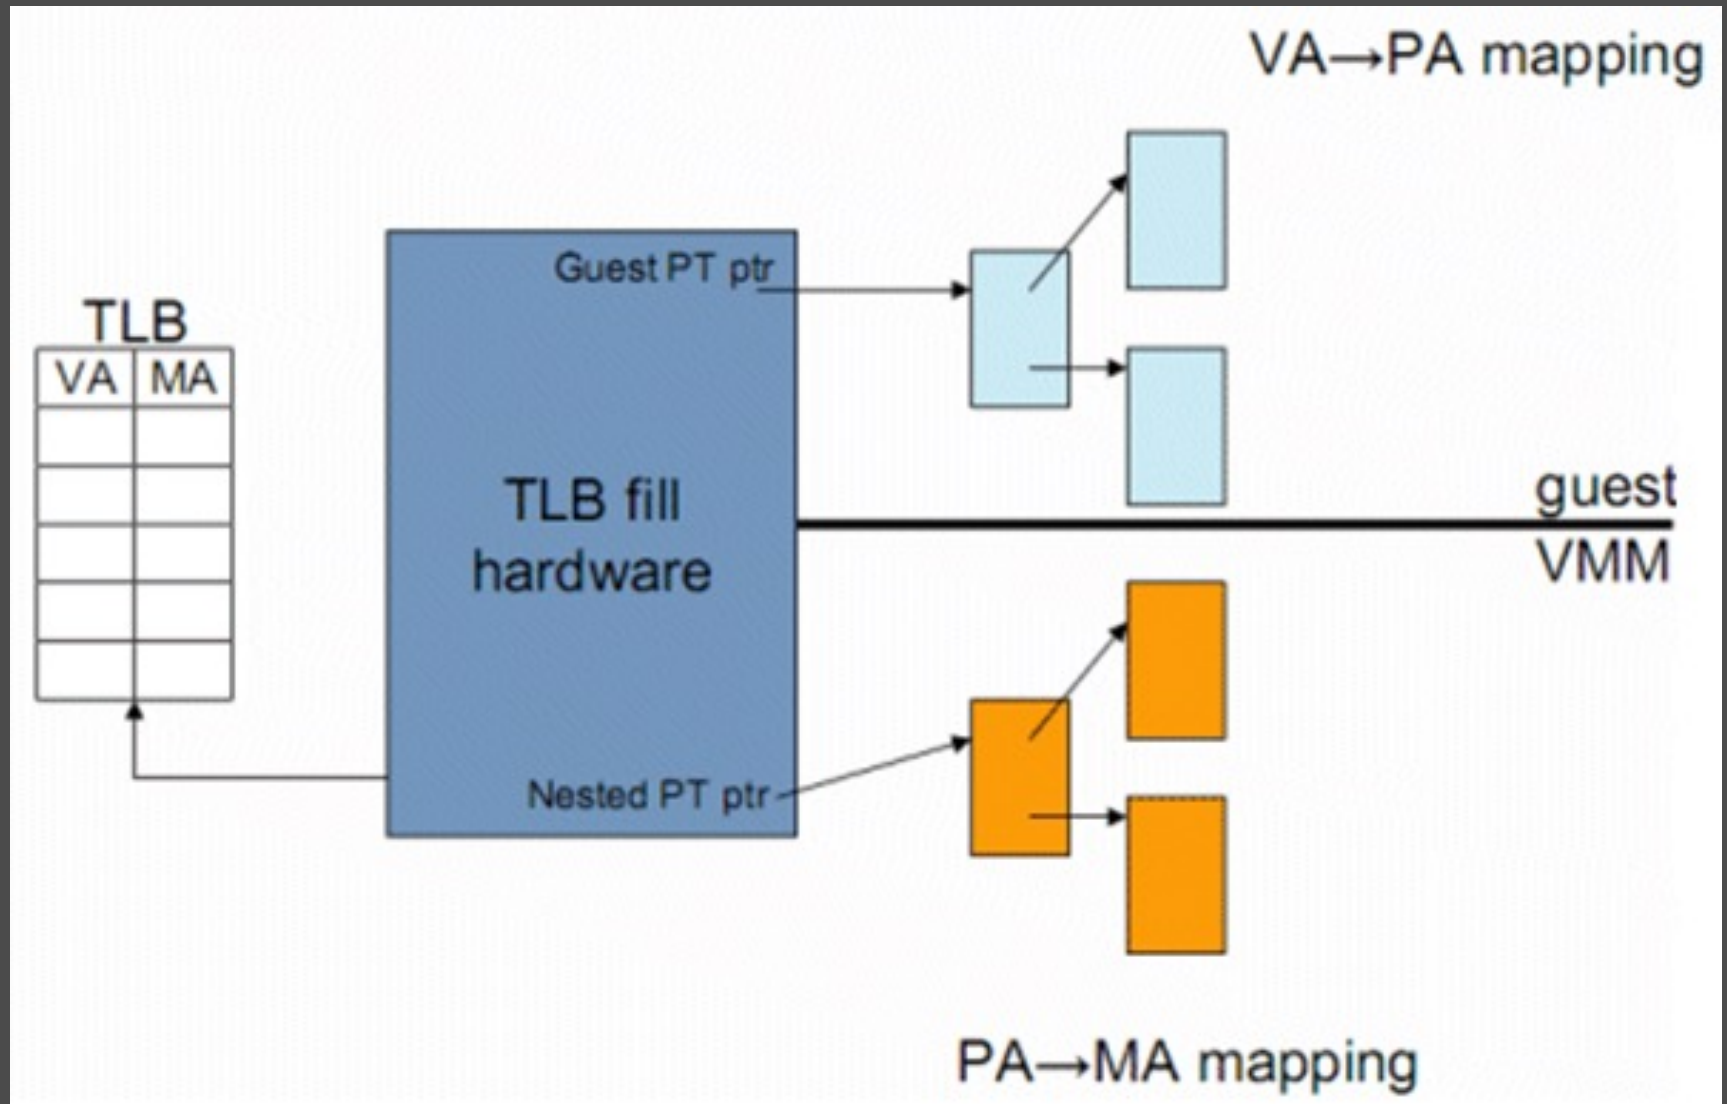 VA→PA mapping
Guest PT ptr
TLB
VA MA
TLB fill
hardware
guest
VMM
Nested PT ptr
PA→MA mapping